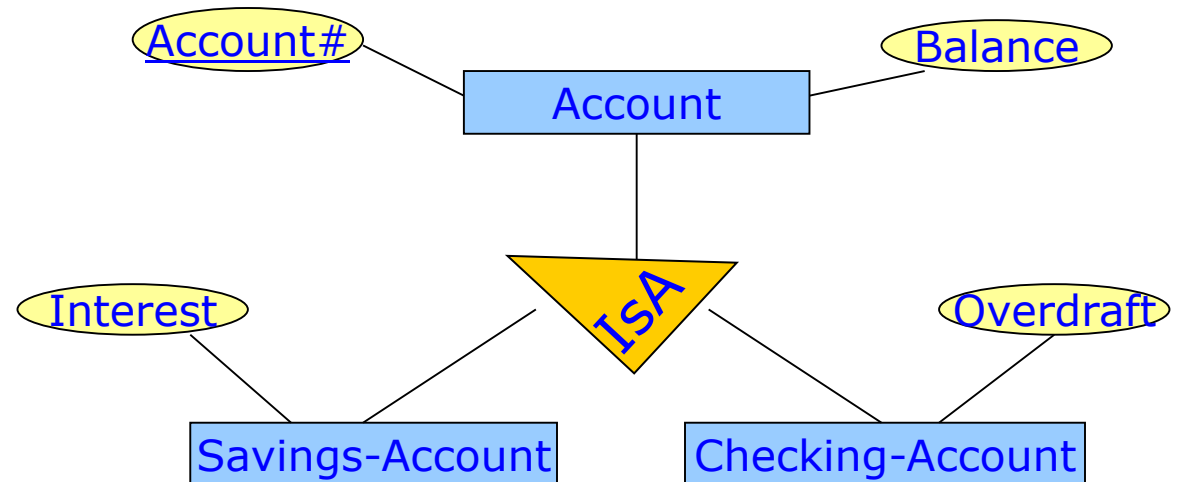 Account#
Balance
Account
IsA
Interest
Overdraft
Savings-Account
Checking-Account